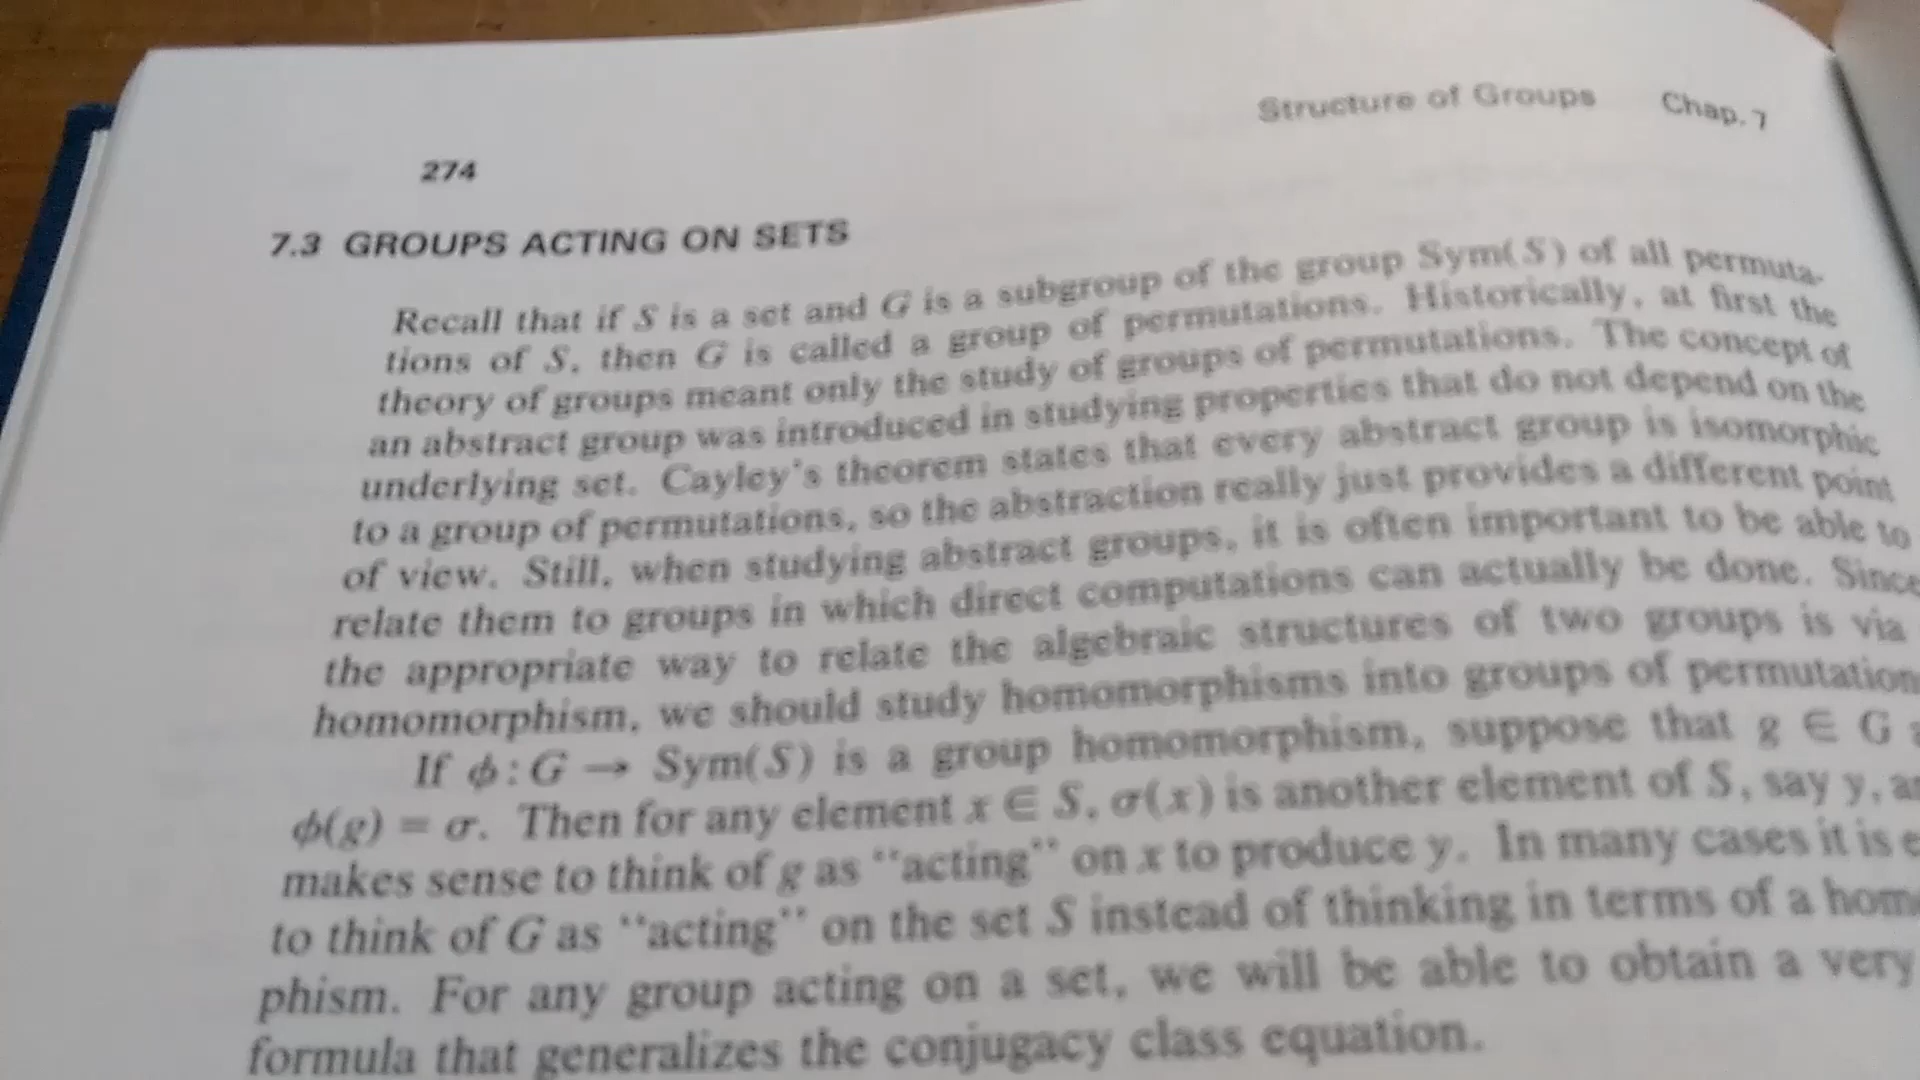 Structure of Groups Chap. 7
274
7.3 GROUPS ACTING ON SETS
Recall that if S is a set and G is a subgroup of the group Sym(S) of all permuta-
tions of S, then G is called a group of permutations. Historically, at first the
theory of groups meant only the study of groups of permutations. The concept of
an abstract group was introduced in studying properties that do not depend on the
underlying set. Cayley's theorem states that every abstract group is isomorphic
to a group of permutations, so the abstraction really just provides a different point
of view. Still, when studying abstract groups, it is often important to be able to
relate them to groups in which direct computations can actually be done. Since
the appropriate way to relate the algebraic structures of two groups is via
homomorphism, we should study homomorphisms into groups of permutation
If ϕ : G → Sym(S) is a group homomorphism, suppose that g ∈ G
ϕ(g) = σ. Then for any element x ∈ S, σ(x) is another element of S, say y,
makes sense to think of g as "acting" on x to produce y. In many cases it is
to think of G as "acting" on the set S instead of thinking in terms of a
phism. For any group acting on a set, we will be able to obtain a very
formula that generalizes the conjugacy class equation.